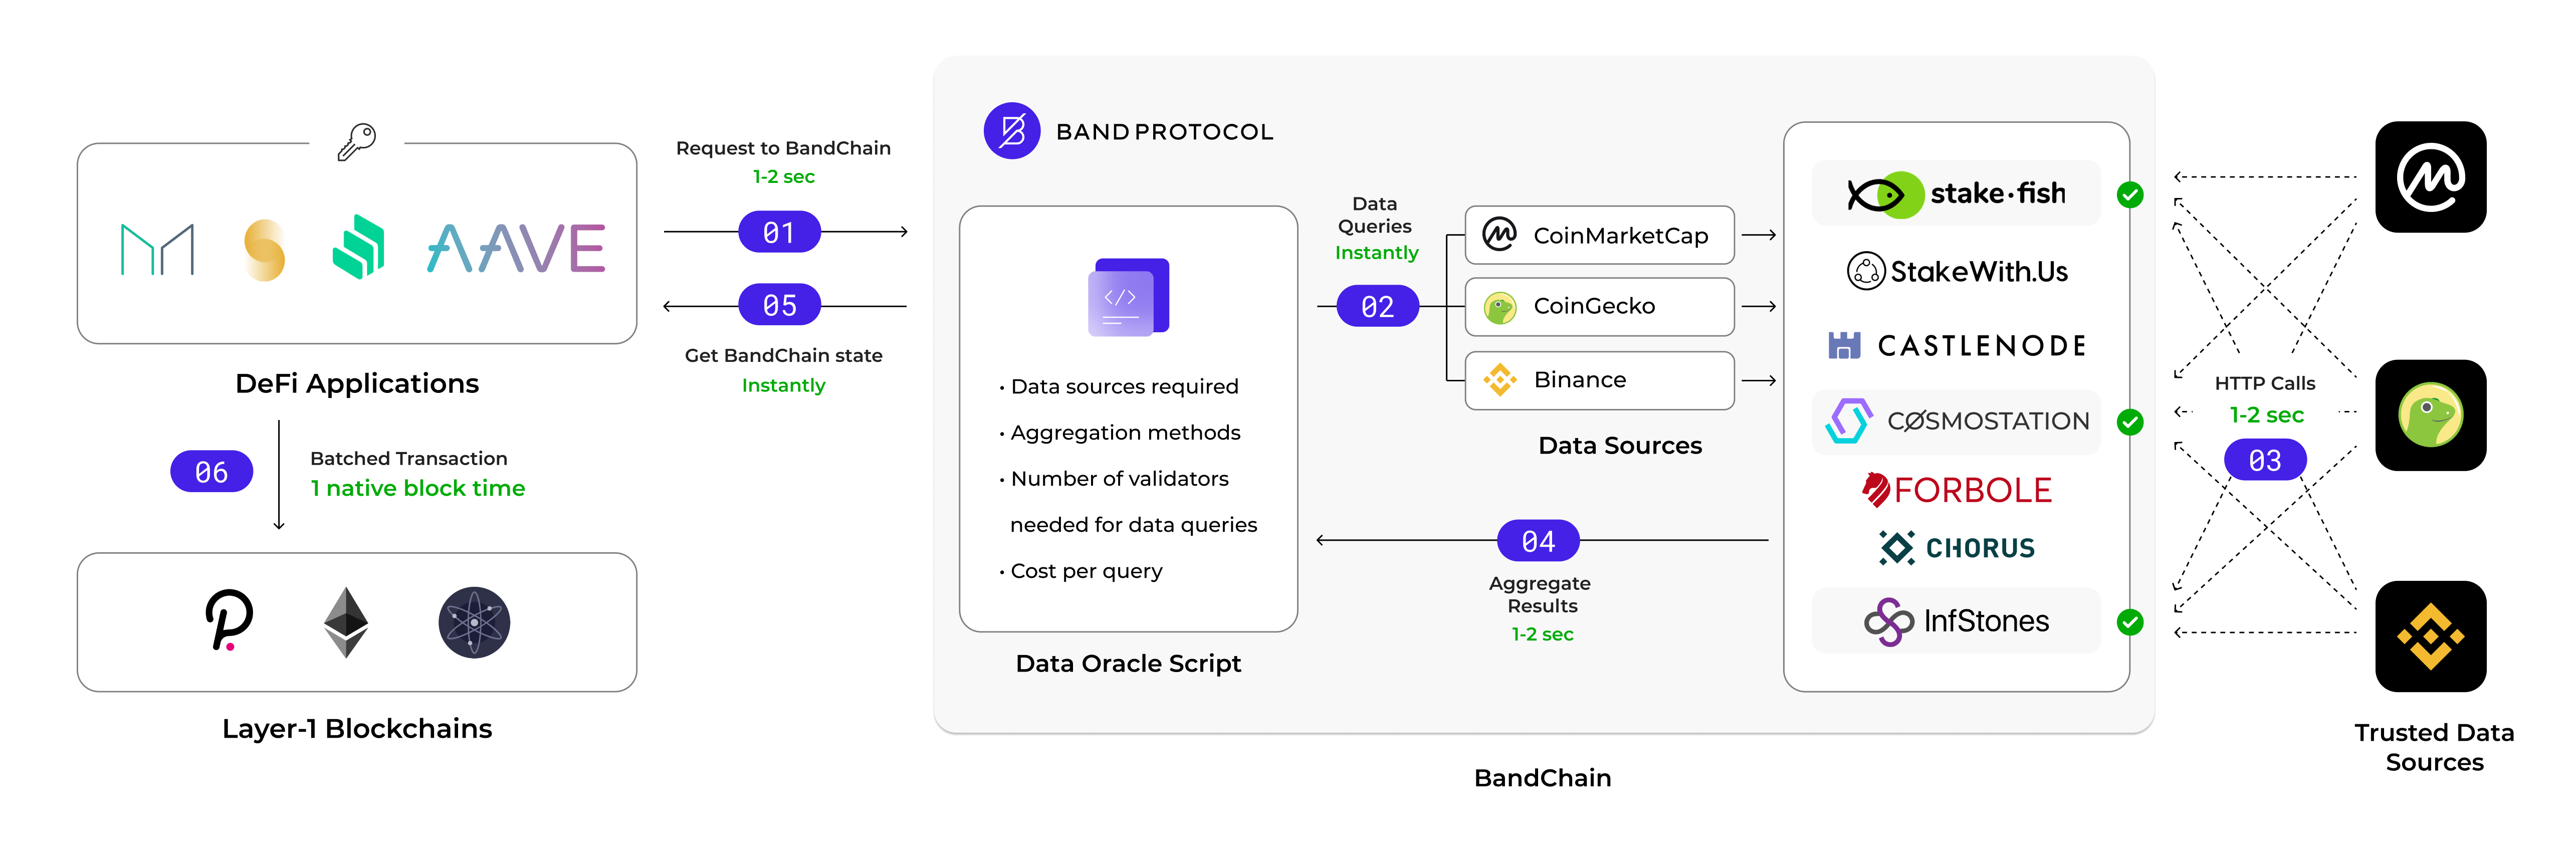 AAVE
DeFi Applications
06
Batched Transaction
1 native block time
Layer-1 Blockchains
Request to BandChain
1-2 sec
01
05
Get BandChain state
Instantly
BAND PROTOCOL
</>
• Data sources required
• Aggregation methods
• Number of validators
needed for data queries
• Cost per query
Data Oracle Script
Data
Queries
Instantly
02
CoinMarketCap
CoinGecko
Binance
Data Sources
04
Aggregate
Results
1-2 sec
stake·fish
StakeWith.Us
CASTLENODE
CØSMOSTATION
FORBOLE
CHORUS
InfStones
BandChain
HTTP Calls
1-2 sec
03
Trusted Data
Sources